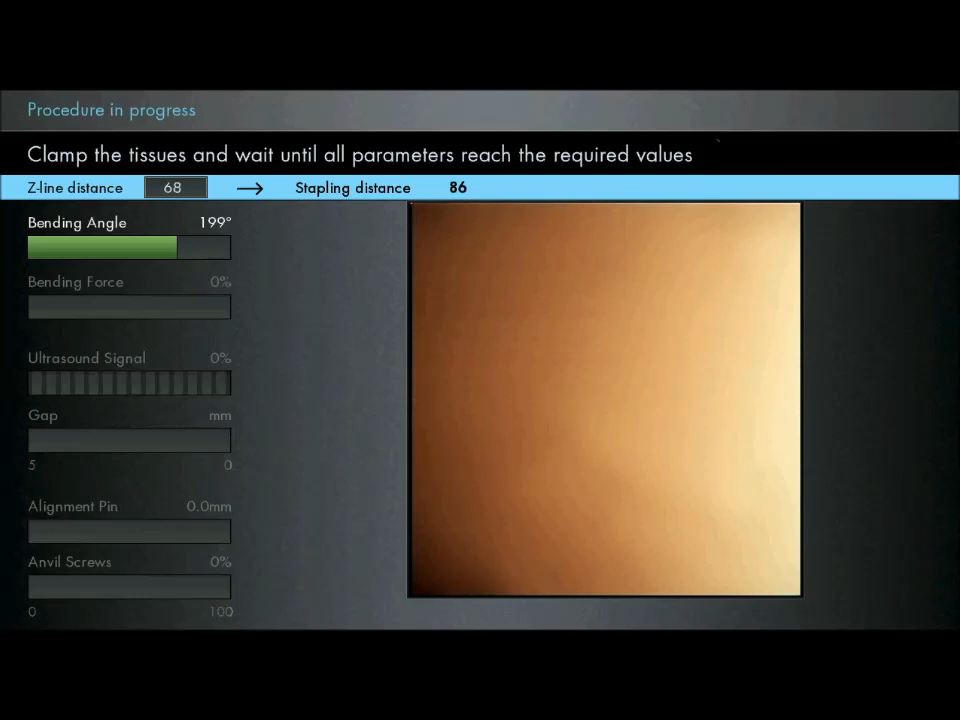 Procedure in progress
Clamp the tissues and wait until all parameters reach the required values
Z-line distance 68 → Stapling distance 86
Bending Angle 199°
Bending Force 0%
Ultrasound Signal 0%
Gap mm
5 0
Alignment Pin 0.0mm
Anvil Screws 0%
0 100